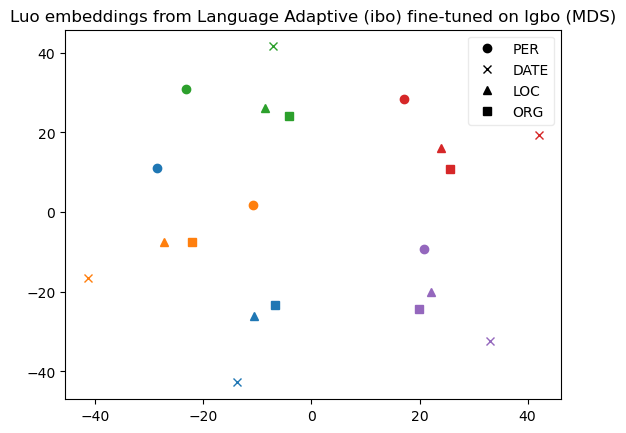 Luo embeddings from Language Adaptive (ibo) fine-tuned on Igbo (MDS)
PER
DATE
LOC
ORG
40
20
0
−20
−40
−40 −20 0 20 40